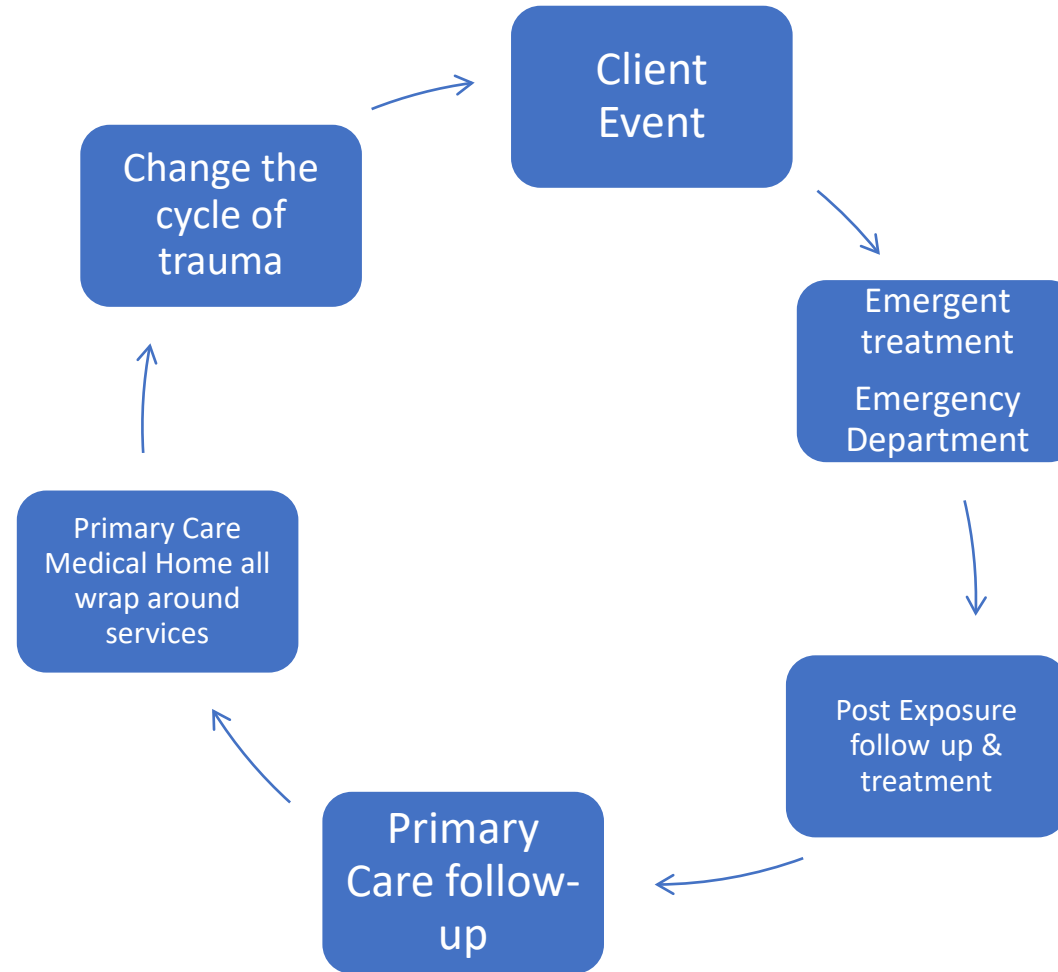 Client
Event
Emergent
treatment
Emergency
Department
Post Exposure
follow up &
treatment
Primary
Care follow-
up
Primary Care
Medical Home all
wrap around
services
Change the
cycle of
trauma